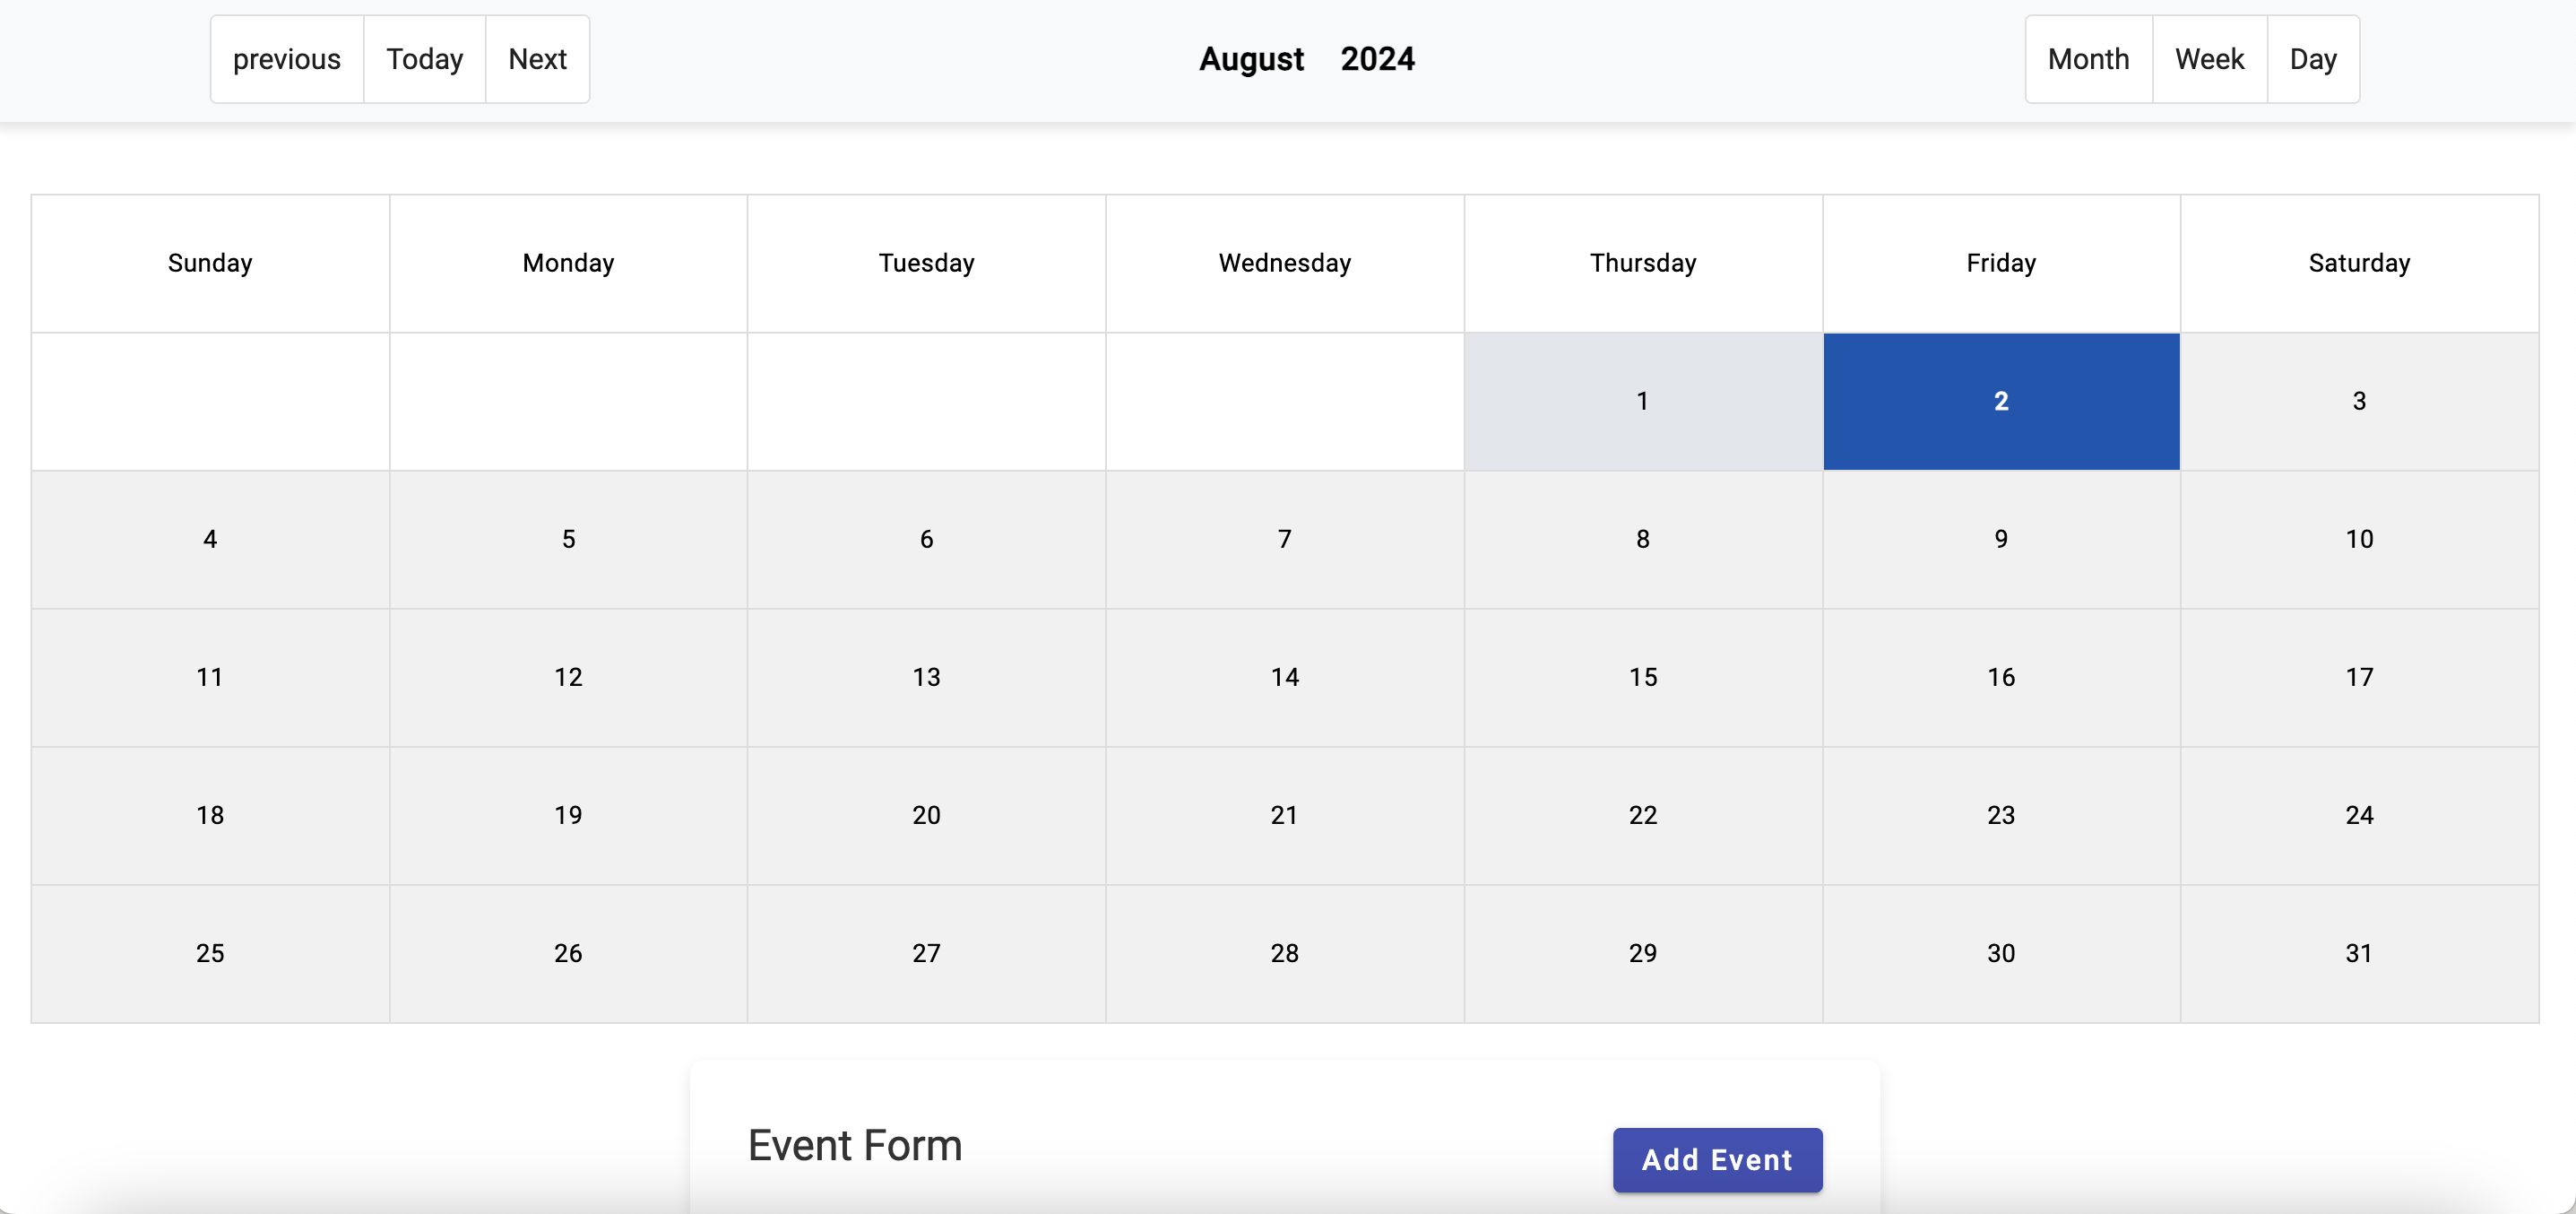 previous Today Next August 2024 Month Week Day
Sunday Monday Tuesday Wednesday Thursday Friday Saturday
1 2 3
4 5 6 7 8 9 10
11 12 13 14 15 16 17
18 19 20 21 22 23 24
25 26 27 28 29 30 31
Event Form Add Event